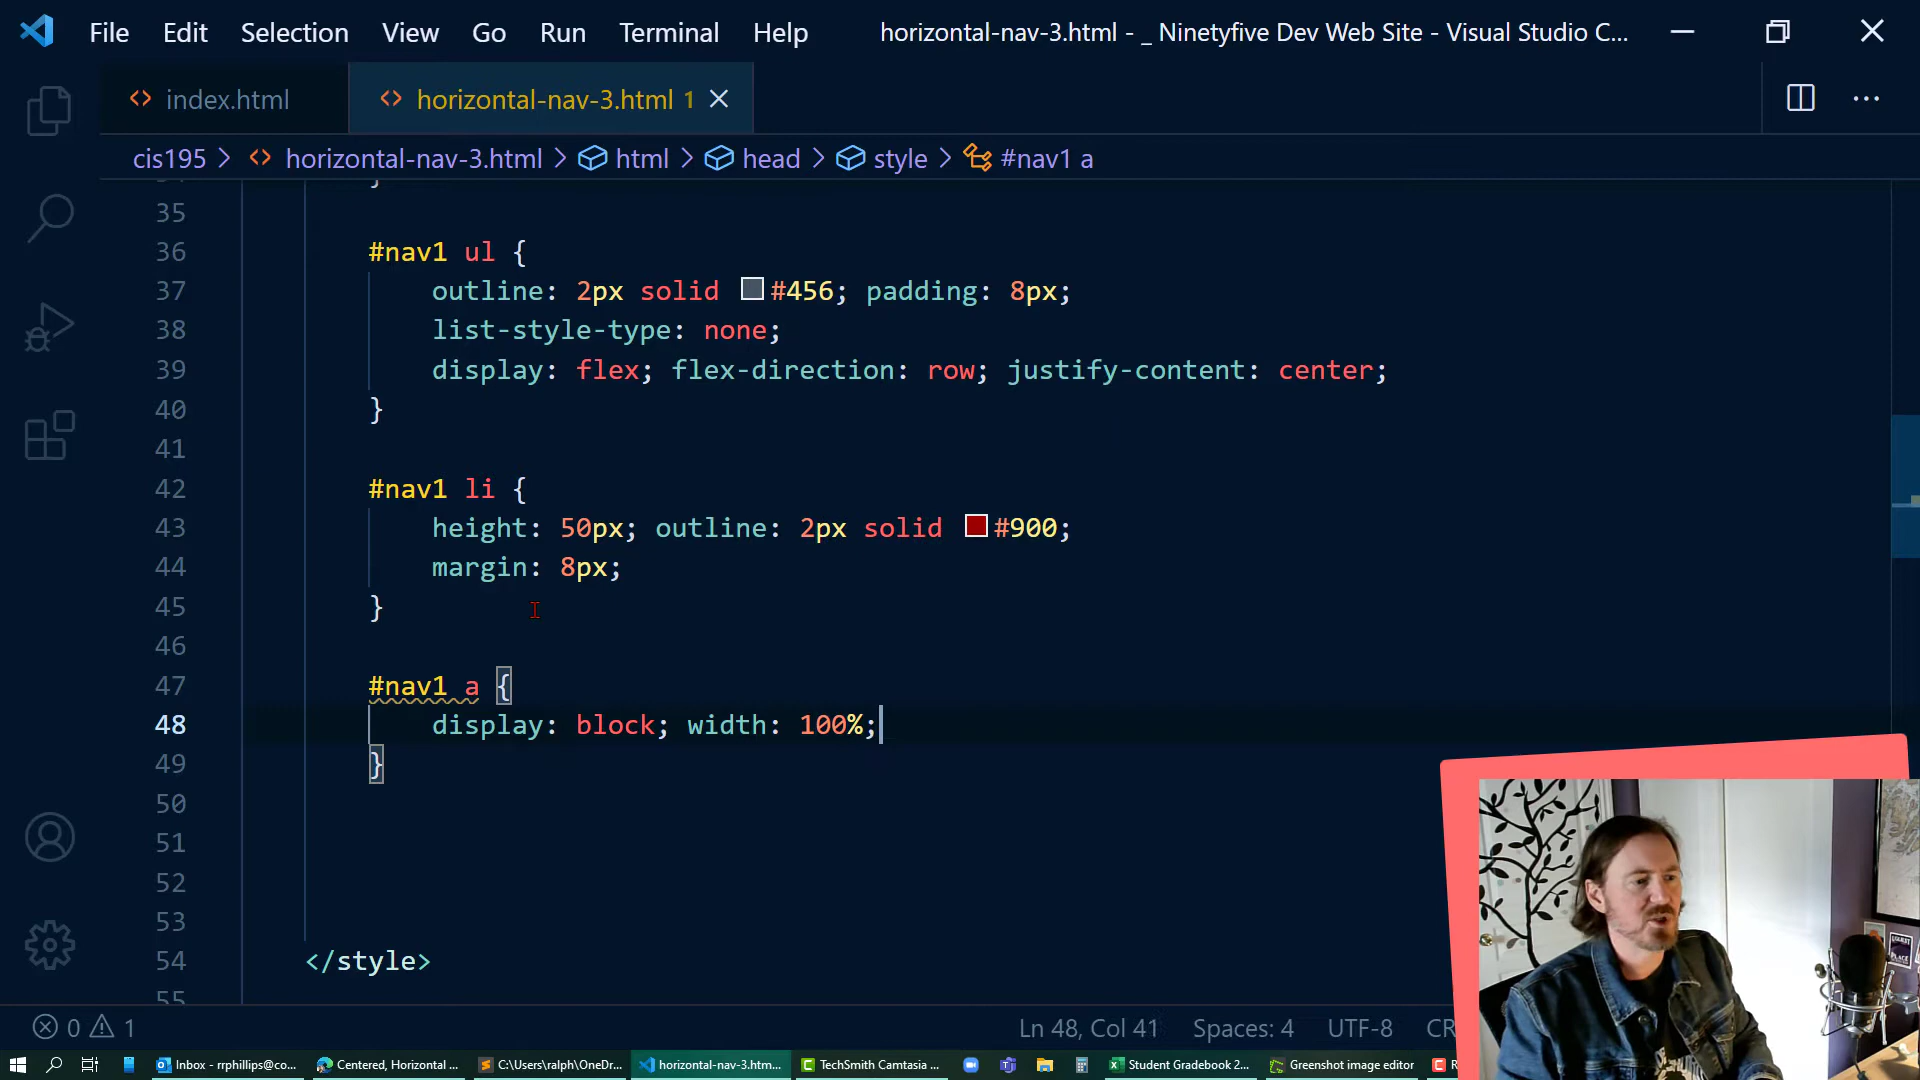 File Edit Selection View Go Run Terminal Help horizontal-nav-3.html - _ Ninetyfive Dev Web Site - Visual Studio C...
index.html horizontal-nav-3.html 1
cis195 > horizontal-nav-3.html > html > head > style > #nav1 a
35
36 #nav1 ul {
37 outline: 2px solid #456; padding: 8px;
38 list-style-type: none;
39 display: flex; flex-direction: row; justify-content: center;
40 }
41
42 #nav1 li {
43 height: 50px; outline: 2px solid #900;
44 margin: 8px;
45 }
46
47 #nav1 a {
48 display: block; width: 100%;
49 }
50
51
52
53
54 </style>
55
0 1 Ln 48, Col 41 Spaces: 4 UTF-8 CR
Inbox - rrphillips@co... Centered, Horizontal ... C:\Users\ralph\OneDr... horizontal-nav-3.htm... TechSmith Camtasia ... Student Gradebook 2... Greenshot image editor R